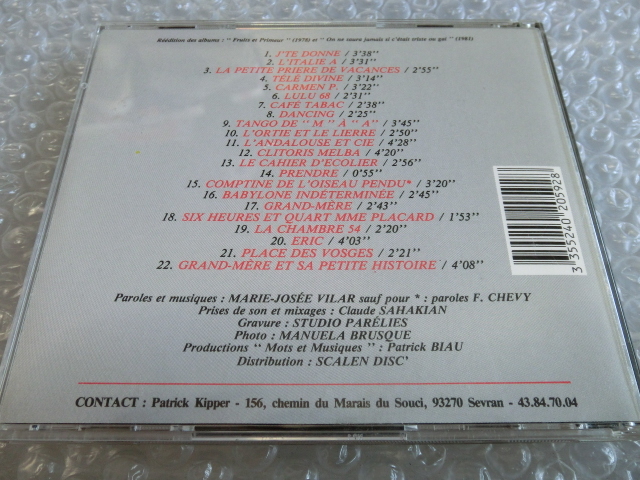 Réédition des albums : " Fruits et Primeur " (1978) et " On ne saura jamais si c'était triste ou gai " (1981)
1. J'TE DONNE / 3'38''
2. L'ITALIE A / 3'31''
3. LA PETITE PRIERE DE VACANCES / 2'55''
4. TÉLÉ DIVINE / 3'14''
5. CARMEN P. / 3'22''
6. LULU 68 / 2'31''
7. CAFÉ TABAC / 2'38''
8. DANCING / 2'25''
9. TANGO DE '' M '' À '' A'' / 3'45''
10. L'ORTIE ET LE LIERRE / 2'50''
11. L'ANDALOUSE ET CIE / 4'28''
12. CLITORIS MELBA / 4'20''
13. LE CAHIER D'ECOLIER / 2'56''
14. PRENDRE / 0'55''
15. COMPTINE DE L'OISEAU PENDU* / 3'20''
16. BABYLONE INDÉTERMINÉE / 2'45''
17. GRAND-MÈRE / 2'43''
18. SIX HEURES ET QUART MME PLACARD / 1'53''
19. LA CHAMBRE 54 / 2'20''
20. ERIC / 4'03''
21. PLACE DES VOSGES / 2'21''
22. GRAND-MÈRE ET SA PETITE HISTOIRE / 4'08''
3 355240 205928
Paroles et musiques : MARIE-JOSÉE VILAR sauf pour * : paroles F. CHEVY
Prises de son et mixages : Claude SAHAKIAN
Gravure : STUDIO PARÉLIES
Photo : MANUELA BRUSQUE
Productions '' Mots et Musiques '' : Patrick BIAU
Distribution : SCALEN DISC'
CONTACT : Patrick Kipper - 156, chemin du Marais du Souci, 93270 Sevran - 43.84.70.04